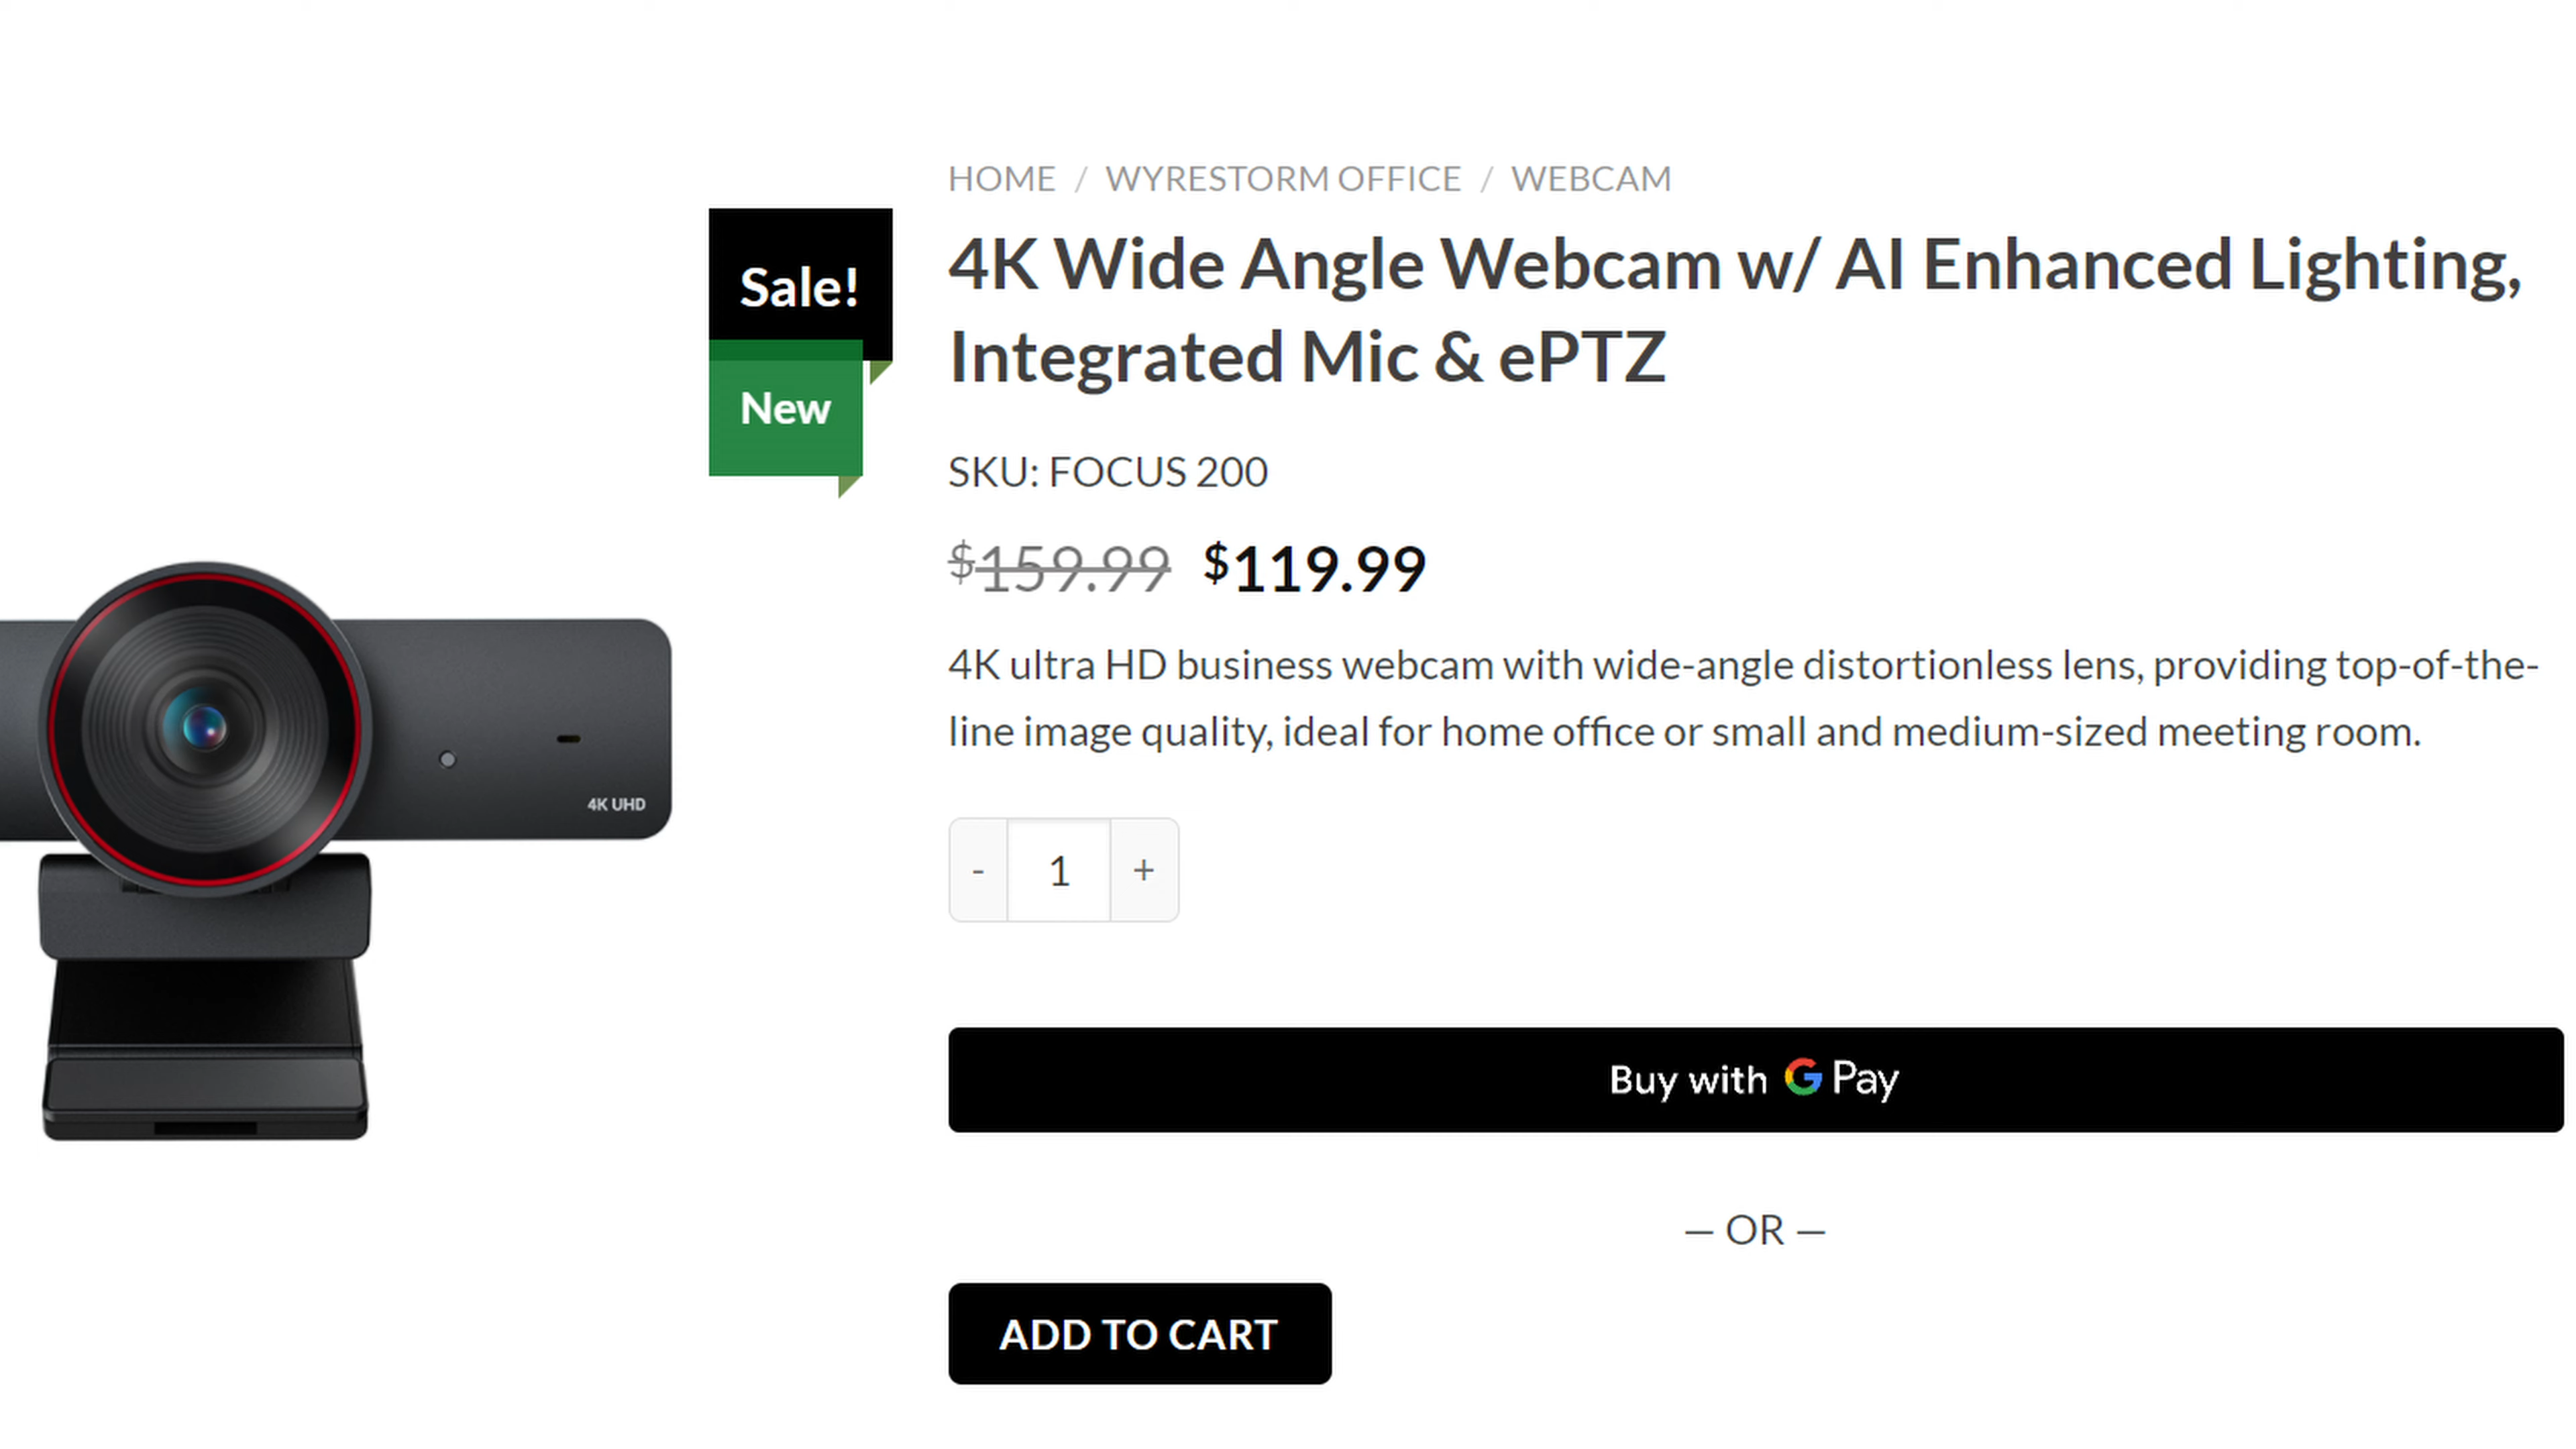 HOME / WYRESTORM OFFICE / WEBCAM
Sale!
New
4K Wide Angle Webcam w/ AI Enhanced Lighting,
Integrated Mic & ePTZ
SKU: FOCUS 200
$159.99 $119.99
4K ultra HD business webcam with wide-angle distortionless lens, providing top-of-the-
line image quality, ideal for home office or small and medium-sized meeting room.
4K UHD
- 1 +
Buy with G Pay
— OR —
ADD TO CART